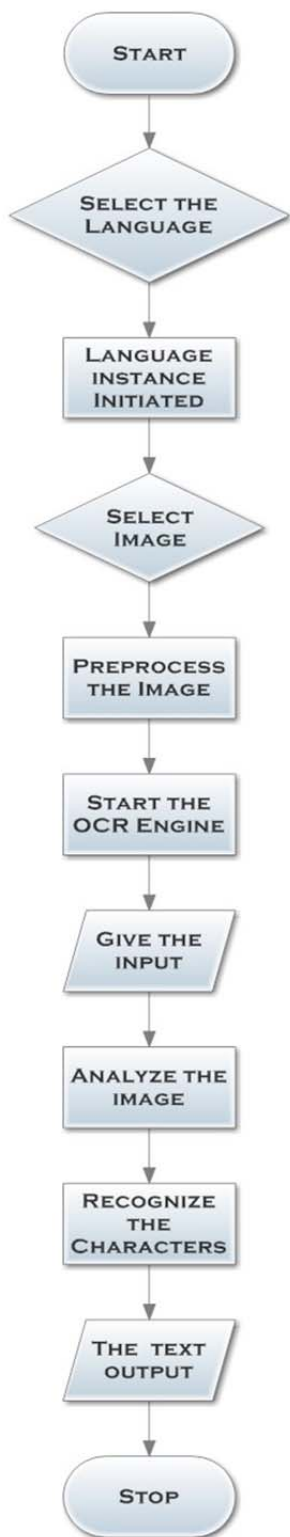 START
SELECT THE
LANGUAGE
LANGUAGE
INSTANCE
INITIATED
SELECT
IMAGE
PREPROCESS
THE IMAGE
START THE
OCR ENGINE
GIVE THE
INPUT
ANALYZE THE
IMAGE
RECOGNIZE
THE
CHARACTERS
THE TEXT
OUTPUT
STOP